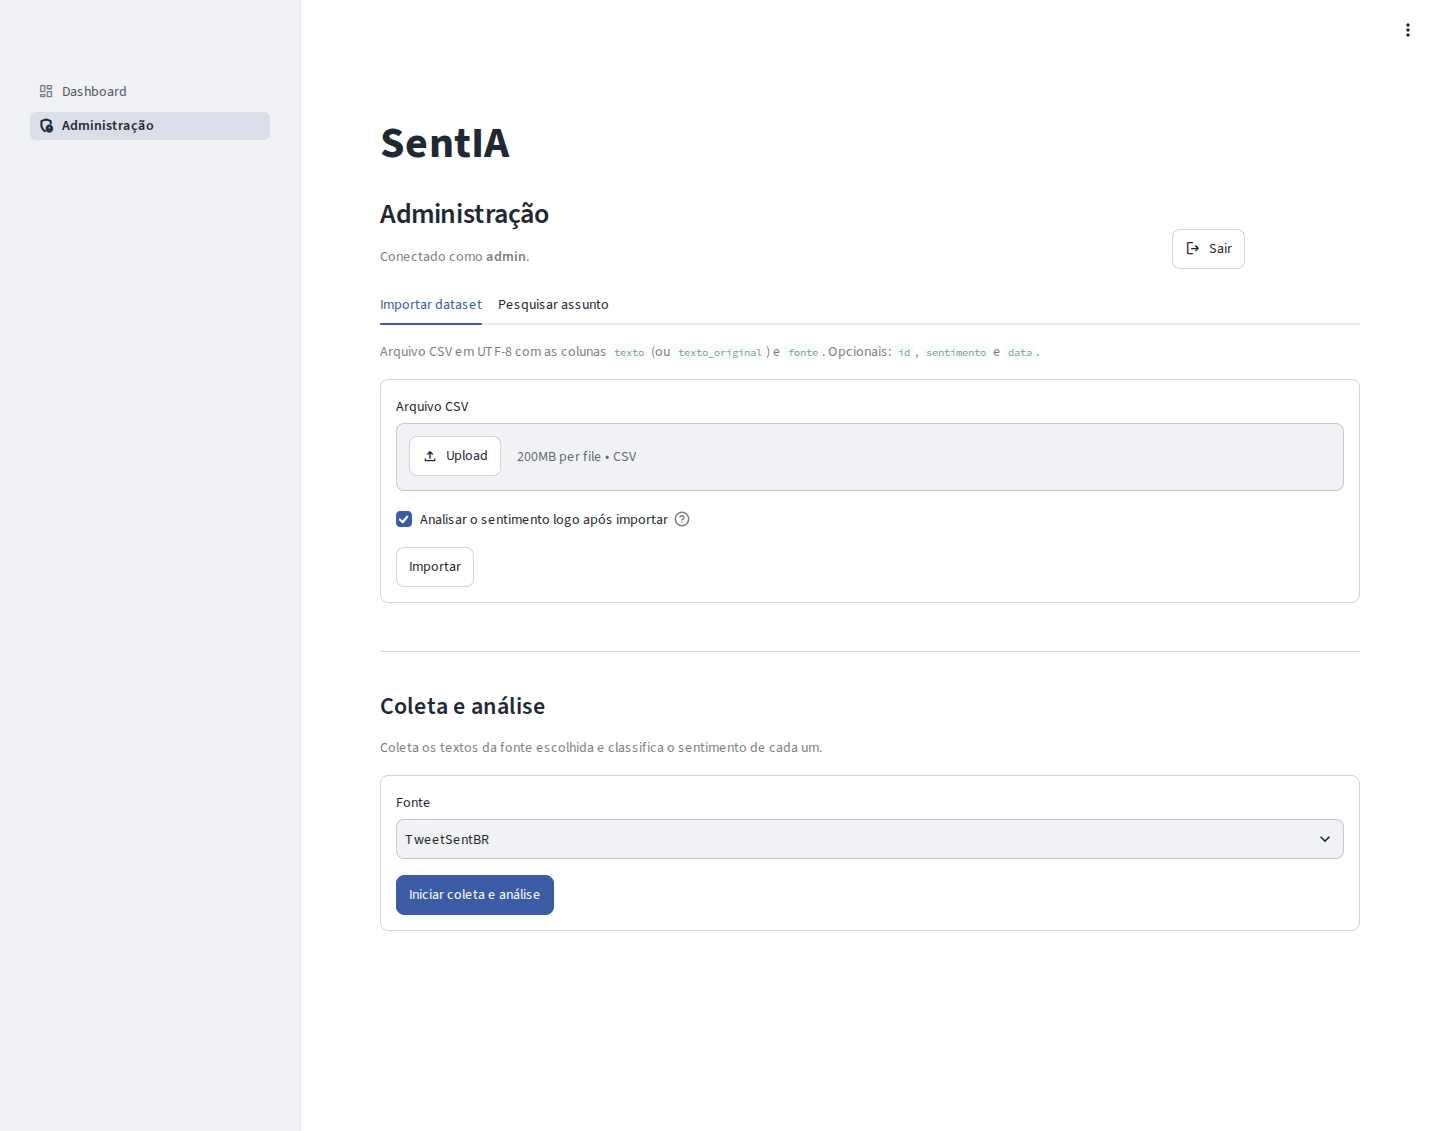 Dashboard
Administração
SentIA
Administração
Conectado como admin.
Sair
Importar dataset
Pesquisar assunto
Arquivo CSV em UTF-8 com as colunas texto (ou texto_original) e fonte. Opcionais: id, sentimento e data.
Arquivo CSV
Upload
200MB per file • CSV
Analisar o sentimento logo após importar
Importar
Coleta e análise
Coleta os textos da fonte escolhida e classifica o sentimento de cada um.
Fonte
TweetSentBR
Iniciar coleta e análise